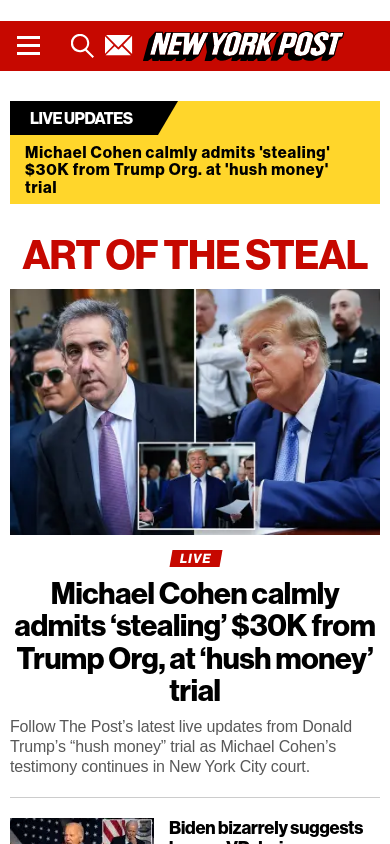 NEW YORK POST
LIVE UPDATES
Michael Cohen calmly admits 'stealing'
$30K from Trump Org. at 'hush money'
trial
ART OF THE STEAL
LIVE
Michael Cohen calmly
admits ‘stealing’ $30K from
Trump Org, at ‘hush money’
trial
Follow The Post’s latest live updates from Donald
Trump’s “hush money” trial as Michael Cohen’s
testimony continues in New York City court.
Biden bizarrely suggests